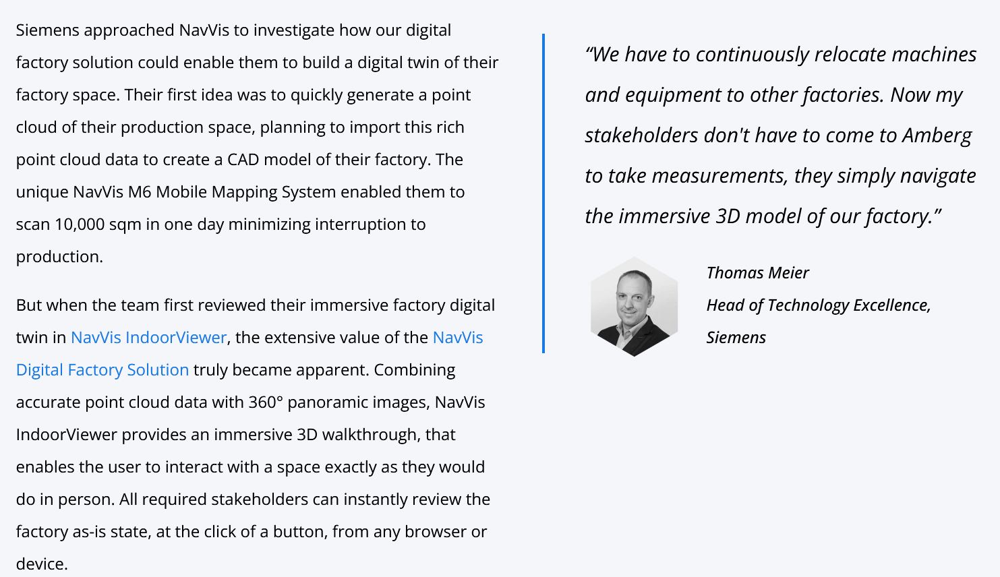 Siemens approached NavVis to investigate how our digital
factory solution could enable them to build a digital twin of their
factory space. Their first idea was to quickly generate a point
cloud of their production space, planning to import this rich
point cloud data to create a CAD model of their factory. The
unique NavVis M6 Mobile Mapping System enabled them to
scan 10,000 sqm in one day minimizing interruption to
production.
But when the team first reviewed their immersive factory digital
twin in NavVis IndoorViewer, the extensive value of the NavVis
Digital Factory Solution truly became apparent. Combining
accurate point cloud data with 360° panoramic images, NavVis
IndoorViewer provides an immersive 3D walkthrough, that
enables the user to interact with a space exactly as they would
do in person. All required stakeholders can instantly review the
factory as-is state, at the click of a button, from any browser or
device.
“We have to continuously relocate machines
and equipment to other factories. Now my
stakeholders don't have to come to Amberg
to take measurements, they simply navigate
the immersive 3D model of our factory.”
Thomas Meier
Head of Technology Excellence,
Siemens